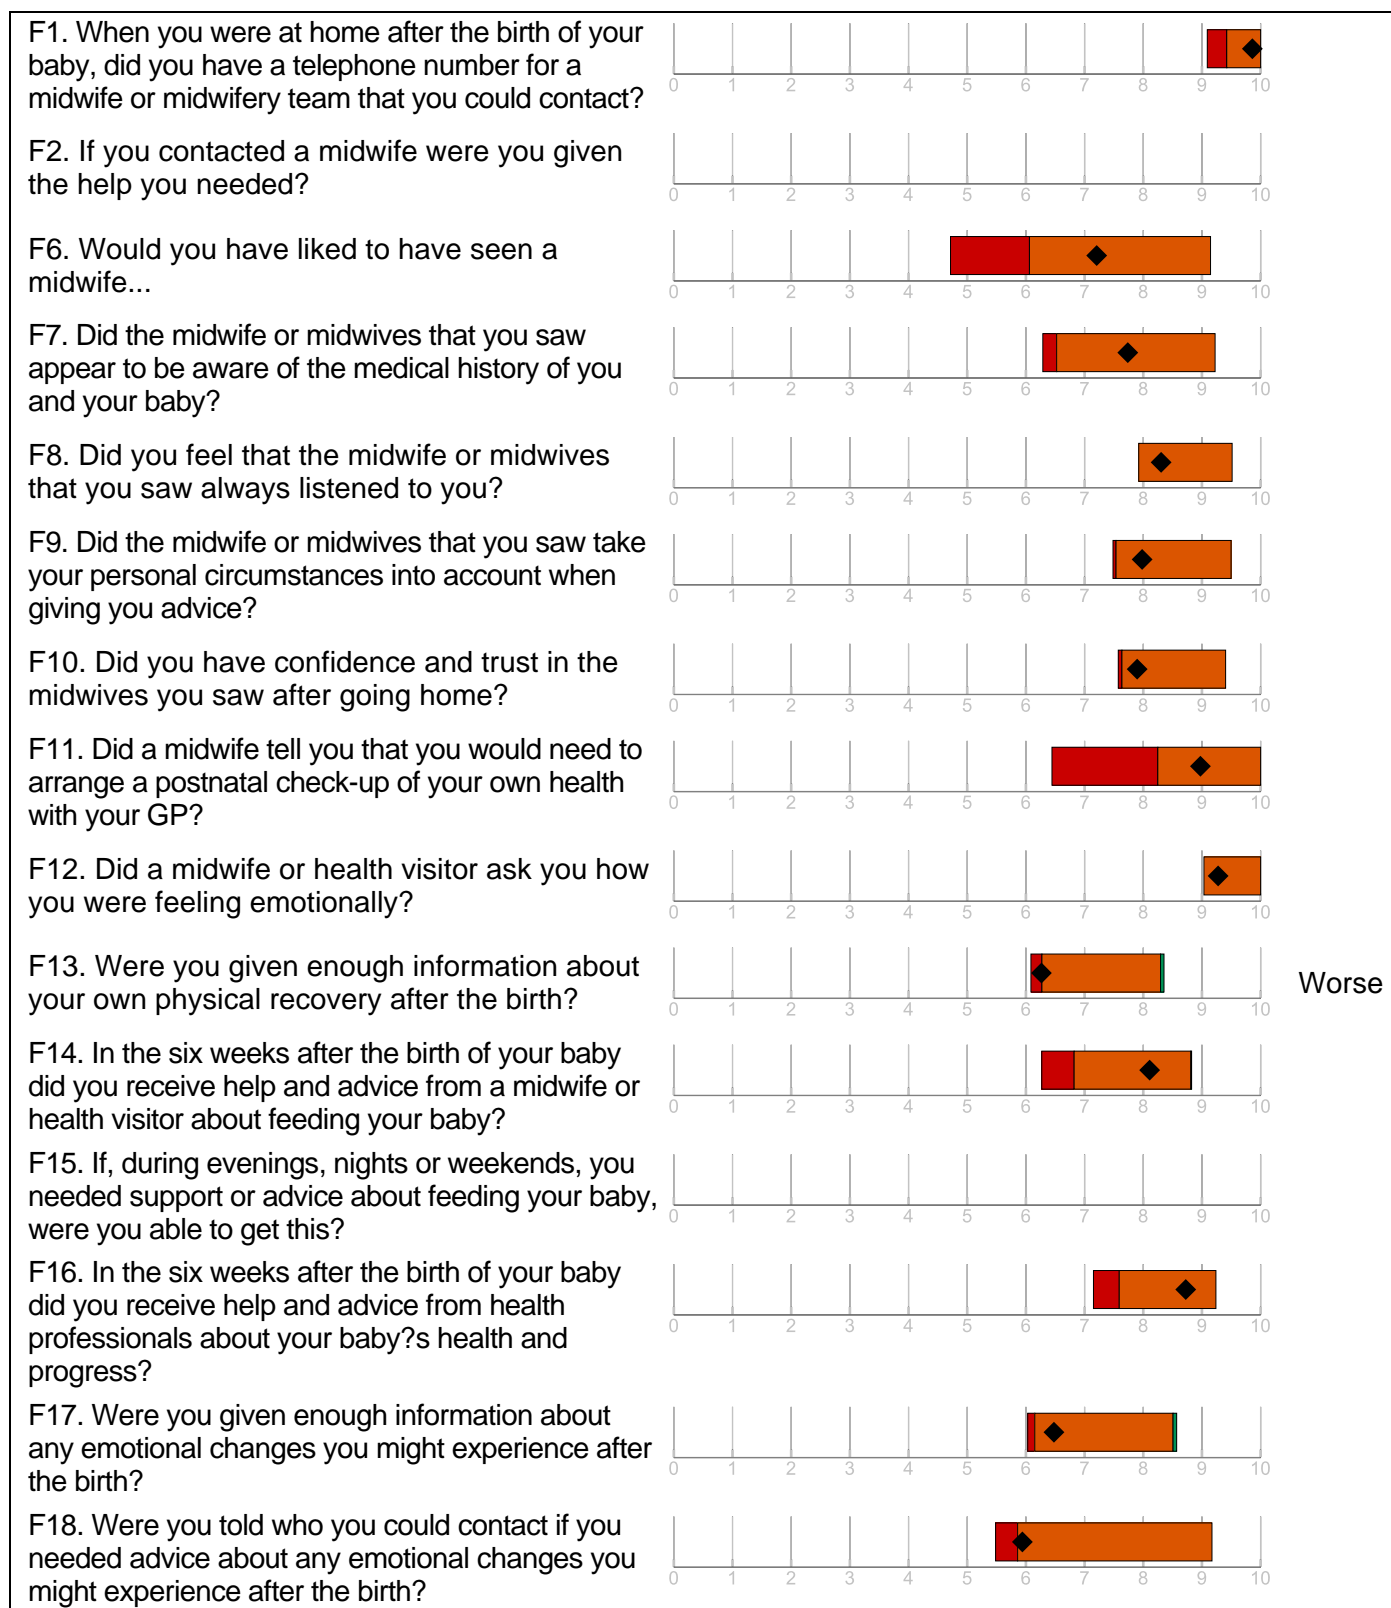 F1. When you were at home after the birth of your
baby, did you have a telephone number for a
midwife or midwifery team that you could contact?
0 1 2 3 4 5 6 7 8 9 10
F2. If you contacted a midwife were you given
the help you needed?
0 1 2 3 4 5 6 7 8 9 10
F6. Would you have liked to have seen a
midwife...
0 1 2 3 4 5 6 7 8 9 10
F7. Did the midwife or midwives that you saw
appear to be aware of the medical history of you
and your baby?
0 1 2 3 4 5 6 7 8 9 10
F8. Did you feel that the midwife or midwives
that you saw always listened to you?
0 1 2 3 4 5 6 7 8 9 10
F9. Did the midwife or midwives that you saw take
your personal circumstances into account when
giving you advice?
0 1 2 3 4 5 6 7 8 9 10
F10. Did you have confidence and trust in the
midwives you saw after going home?
0 1 2 3 4 5 6 7 8 9 10
F11. Did a midwife tell you that you would need to
arrange a postnatal check-up of your own health
with your GP?
0 1 2 3 4 5 6 7 8 9 10
F12. Did a midwife or health visitor ask you how
you were feeling emotionally?
0 1 2 3 4 5 6 7 8 9 10
F13. Were you given enough information about
your own physical recovery after the birth?
Worse
0 1 2 3 4 5 6 7 8 9 10
F14. In the six weeks after the birth of your baby
did you receive help and advice from a midwife or
health visitor about feeding your baby?
0 1 2 3 4 5 6 7 8 9 10
F15. If, during evenings, nights or weekends, you
needed support or advice about feeding your baby,
were you able to get this?
0 1 2 3 4 5 6 7 8 9 10
F16. In the six weeks after the birth of your baby
did you receive help and advice from health
professionals about your baby?s health and
progress?
0 1 2 3 4 5 6 7 8 9 10
F17. Were you given enough information about
any emotional changes you might experience after
the birth?
0 1 2 3 4 5 6 7 8 9 10
F18. Were you told who you could contact if you
needed advice about any emotional changes you
might experience after the birth?
0 1 2 3 4 5 6 7 8 9 10